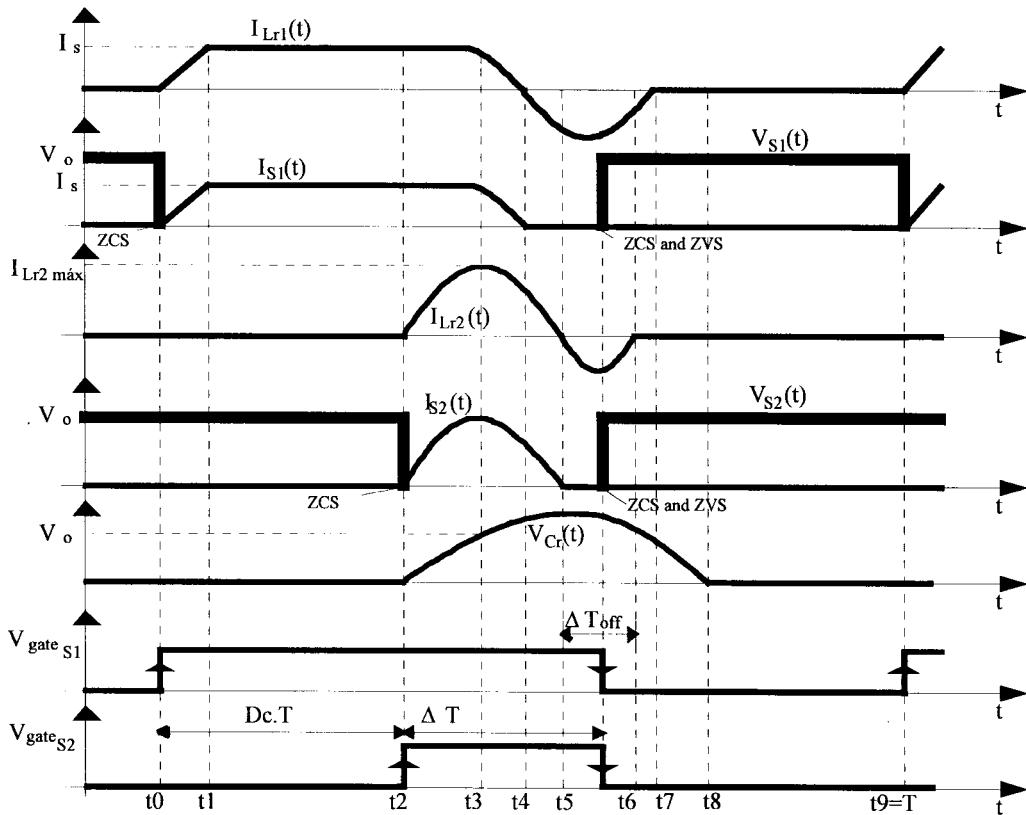 I s
I Lr1(t)
t
V o
V S1(t)
I s
I S1(t)
ZCS
ZCS and ZVS
t
I Lr2 máx
I Lr2 (t)
t
V o
I S2(t)
V S2(t)
ZCS
ZCS and ZVS
t
V o
V Cr(t)
t
Δ Toff
V gate S1
t
Dc.T
Δ T
V gate S2
t0 t1 t2 t3 t4 t5 t6 t7 t8 t9=T t